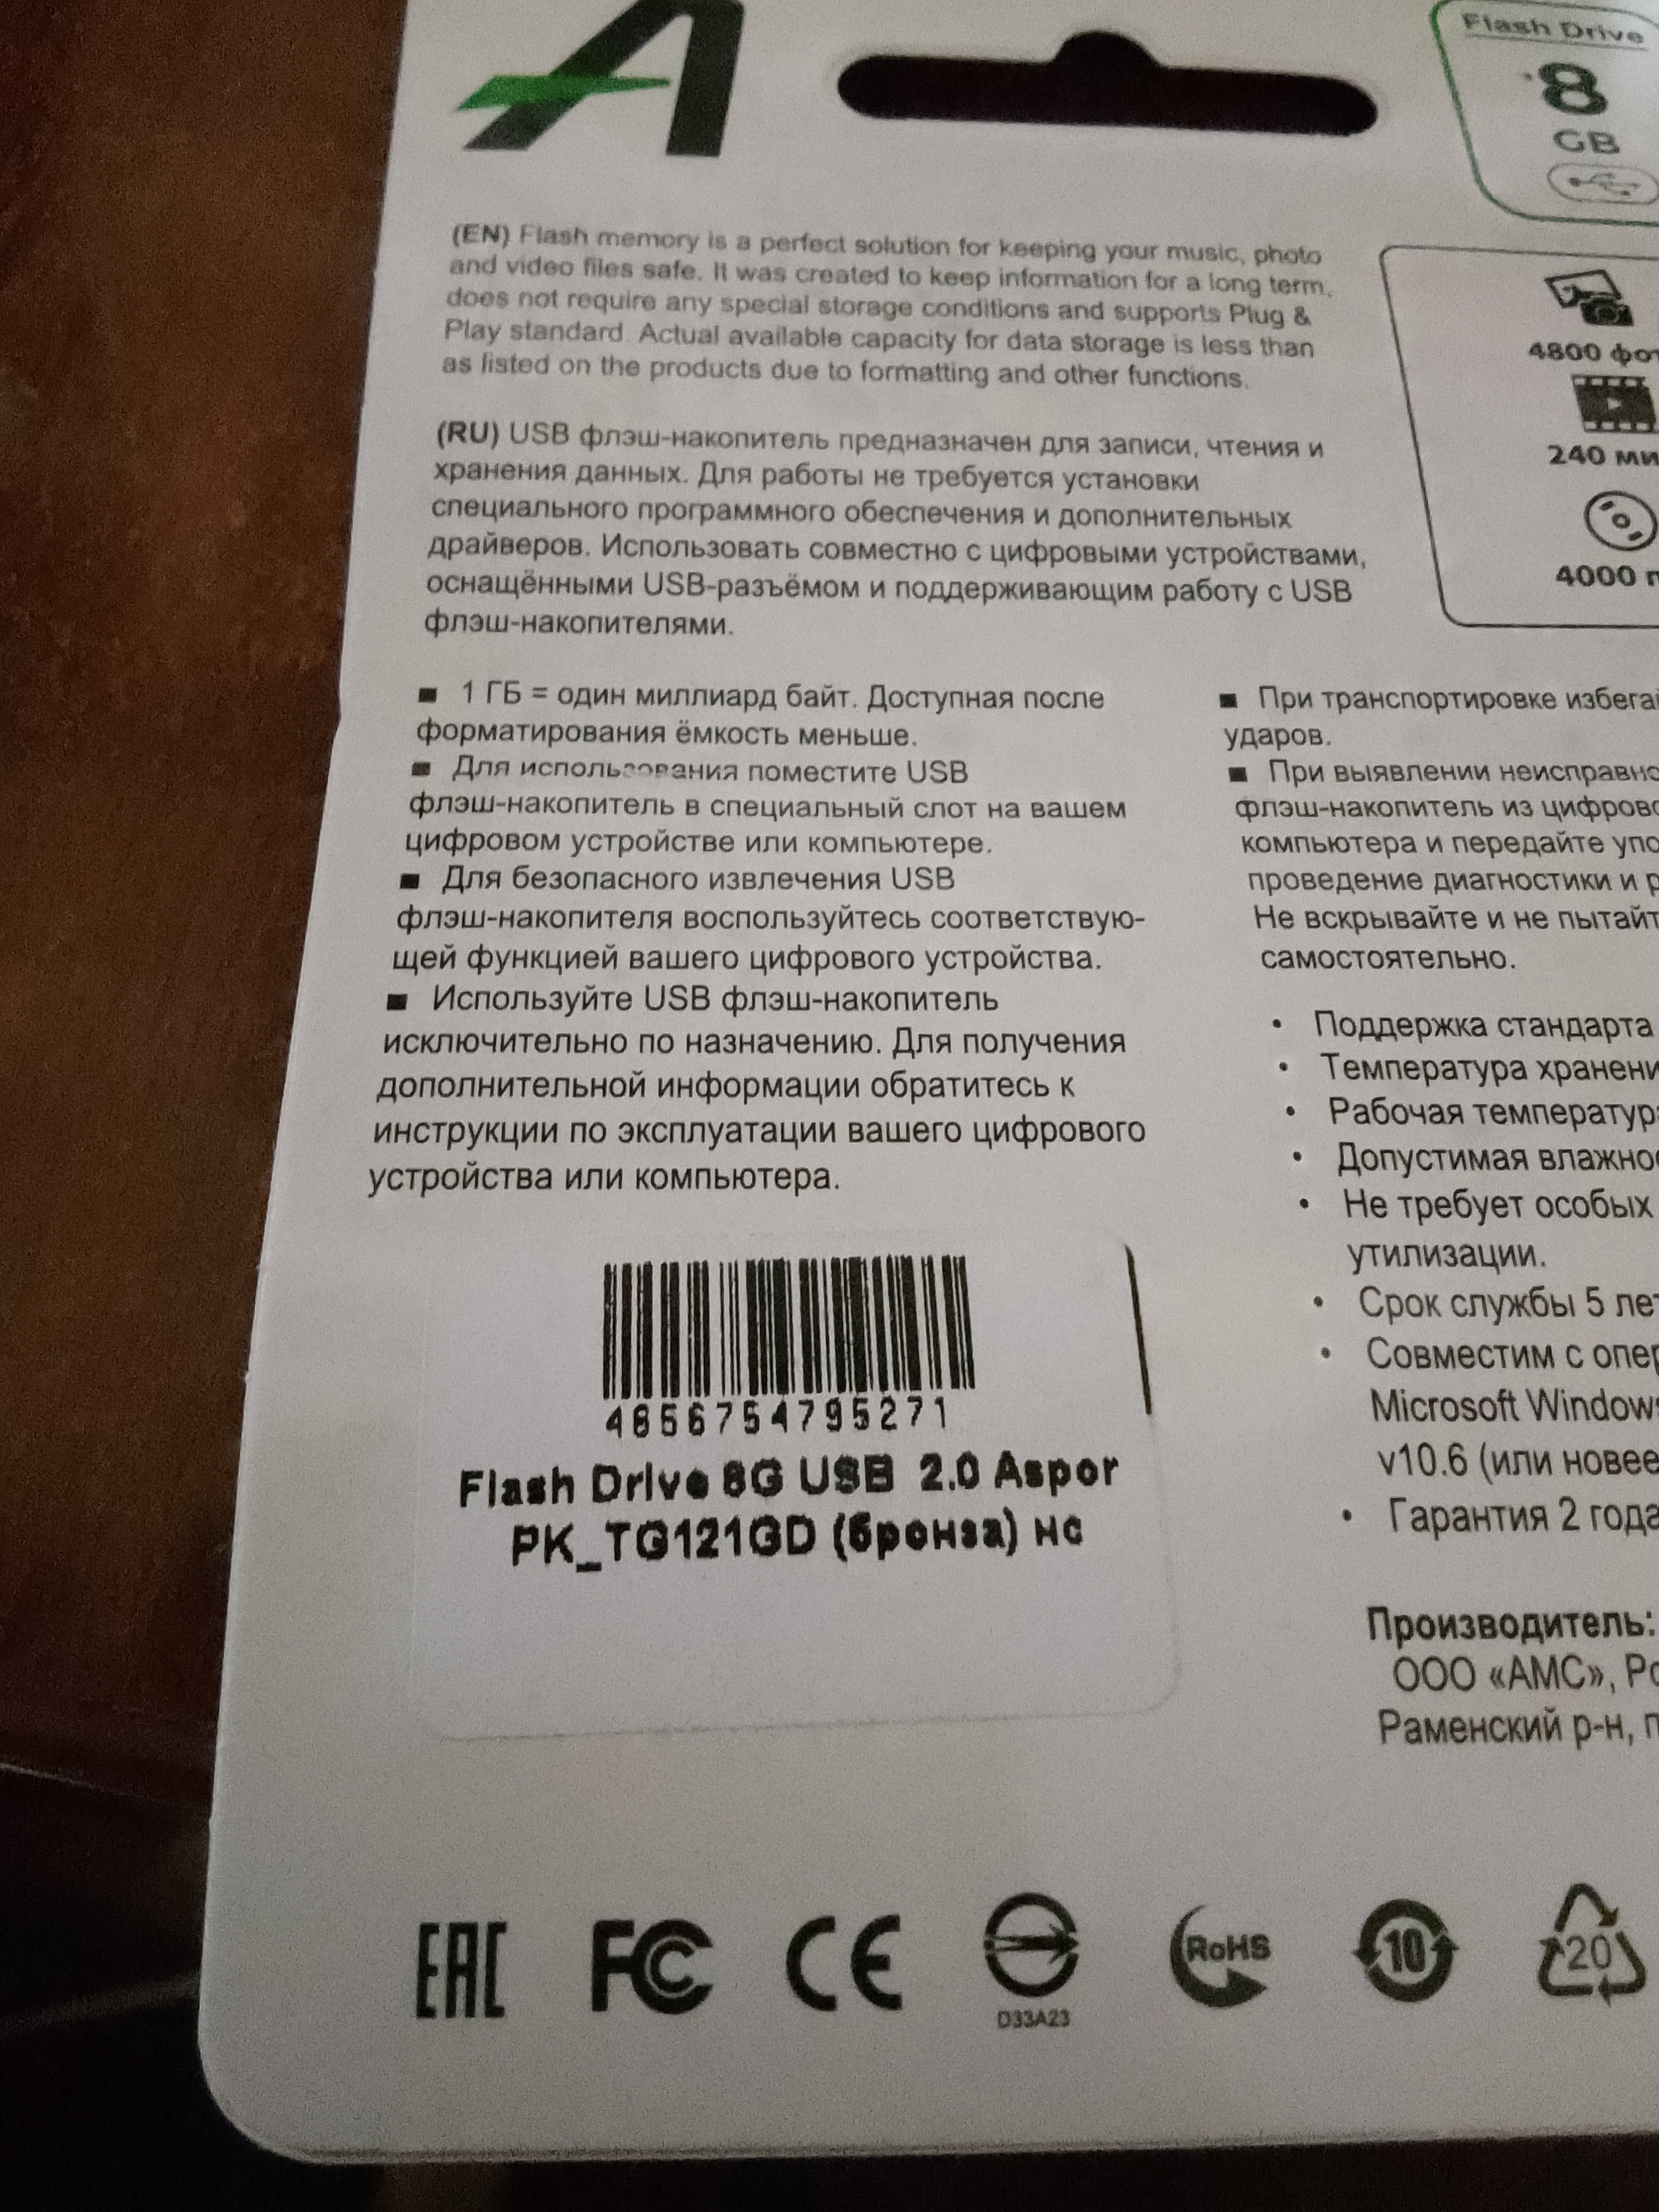 Flash Drive
8
GB
(EN) Flash memory is a perfect solution for keeping your music, photo
and video files safe. It was created to keep information for a long term,
does not require any special storage conditions and supports Plug &
Play standard. Actual available capacity for data storage is less than
as listed on the products due to formatting and other functions.
(RU) USB флэш-накопитель предназначен для записи, чтения и
хранения данных. Для работы не требуется установки
специального программного обеспечения и дополнительных
драйверов. Использовать совместно с цифровыми устройствами,
оснащёнными USB-разъёмом и поддерживающим работу с USB
флэш-накопителями.
4800
240
4000
■ 1 ГБ = один миллиард байт. Доступная после
форматирования ёмкость меньше.
■ Для использования поместите USB
флэш-накопитель в специальный слот на вашем
цифровом устройстве или компьютере.
■ Для безопасного извлечения USB
флэш-накопителя воспользуйтесь соответствую-
щей функцией вашего цифрового устройства.
■ Используйте USB флэш-накопитель
исключительно по назначению. Для получения
дополнительной информации обратитесь к
инструкции по эксплуатации вашего цифрового
устройства или компьютера.
■ При транспортировке
ударов.
■ При выявлении
флэш-накопитель из
компьютера и передайте
проведение диагностики и
Не вскрывайте и не
самостоятельно.
• Поддержка стандарта
• Температура
• Рабочая
• Допустимая
• Не требует особых
утилизации.
• Срок службы 5
• Совместим с
Microsoft
v10.6 (или новее
• Гарантия 2 года
Производитель:
ООО «АМС»,
Раменский р-н,
4856754795271
Flash Drive 8G USB 2.0 Aspor
PK_TG121GD (бронза) нс
EAC FC CE D33A23 RoHS 10 20